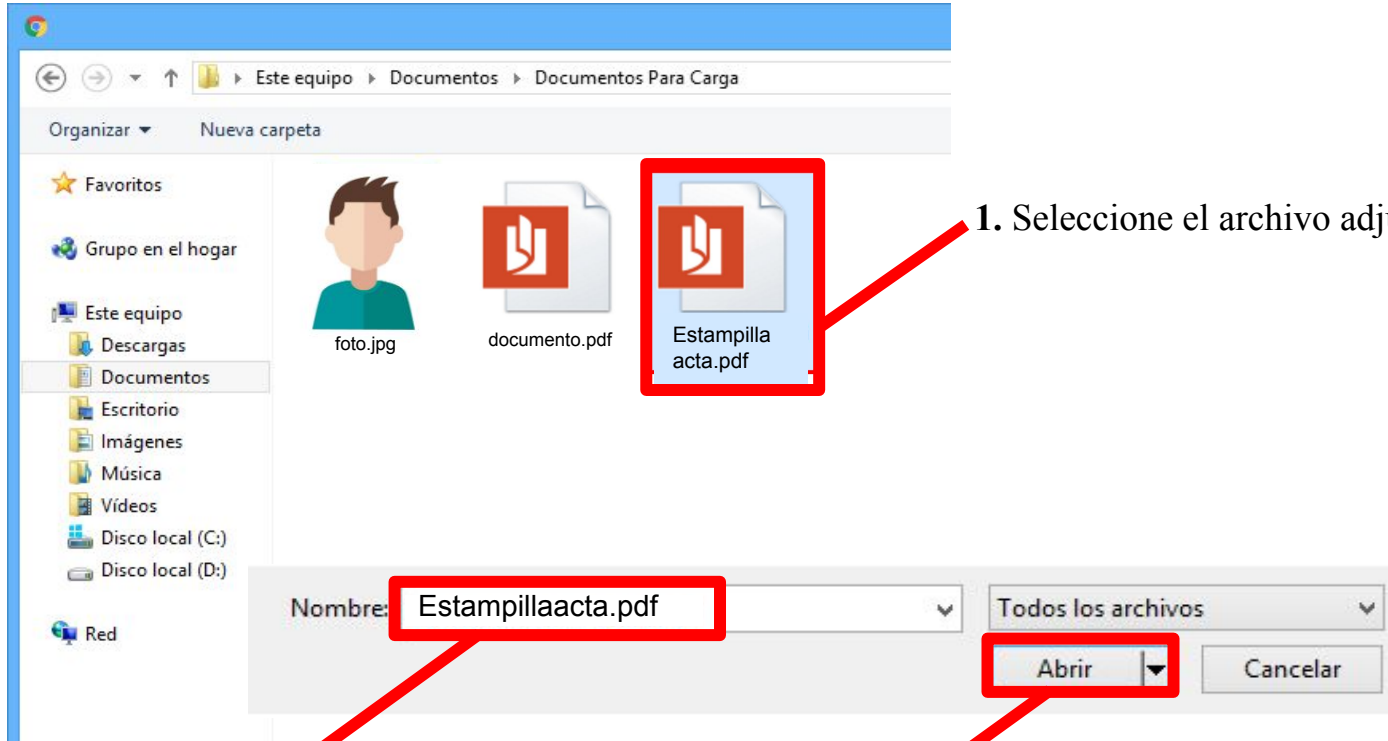 Este equipo Documentos Documentos Para Carga
Organizar Nueva carpeta
Favoritos
Grupo en el hogar
Este equipo
Descargas
Documentos
Escritorio
Imágenes
Música
Vídeos
Disco local (C:)
Disco local (D:)
Red
foto.jpg
documento.pdf
Estampilla
acta.pdf
1. Seleccione el archivo
Nombre: Estampillaacta.pdf
Todos los archivos
Abrir Cancelar